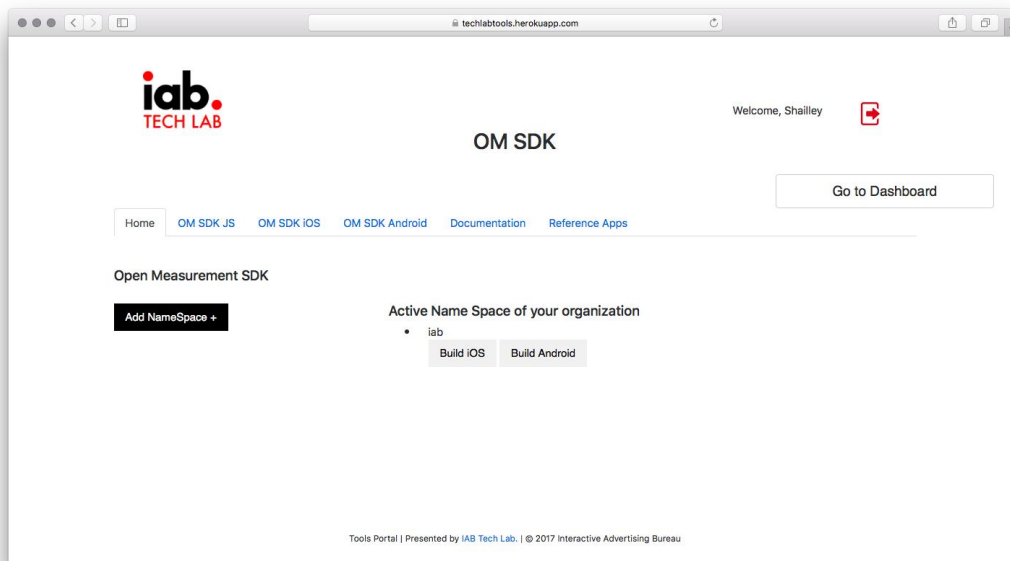 techlabtools.herokuapp.com
iab.
TECH LAB
Welcome, Shailley
OM SDK
Go to Dashboard
Home OM SDK JS OM SDK iOS OM SDK Android Documentation Reference Apps
Open Measurement SDK
Add NameSpace +
Active Name Space of your organization
• iab
Build iOS Build Android
Tools Portal | Presented by IAB Tech Lab. | © 2017 Interactive Advertising Bureau